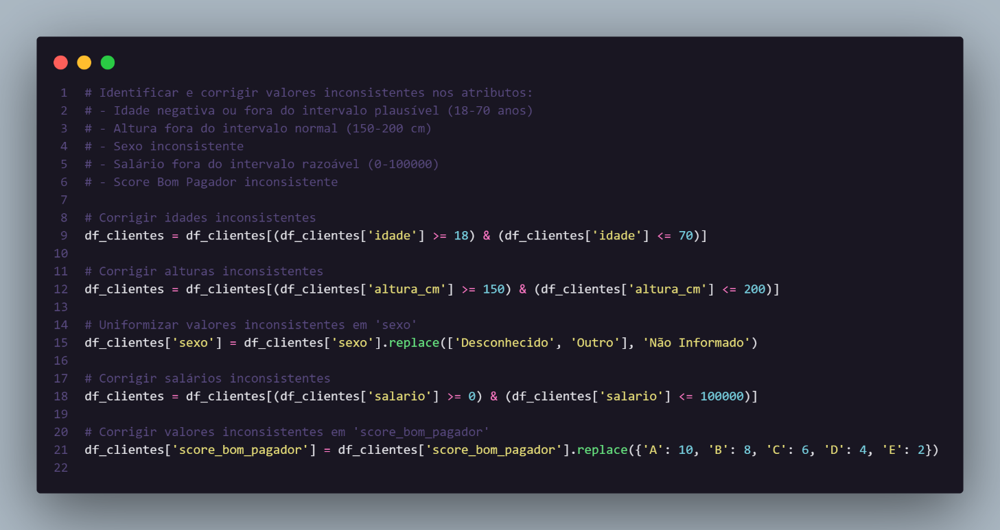 1 # Identificar e corrigir valores inconsistentes nos atributos:
2 # - Idade negativa ou fora do intervalo plausível (18-70 anos)
3 # - Altura fora do intervalo normal (150-200 cm)
4 # - Sexo inconsistente
5 # - Salário fora do intervalo razoável (0-100000)
6 # - Score Bom Pagador inconsistente
7
8 # Corrigir idades inconsistentes
9 df_clientes = df_clientes[(df_clientes['idade'] >= 18) & (df_clientes['idade'] <= 70)]
10
11 # Corrigir alturas inconsistentes
12 df_clientes = df_clientes[(df_clientes['altura_cm'] >= 150) & (df_clientes['altura_cm'] <= 200)]
13
14 # Uniformizar valores inconsistentes em 'sexo'
15 df_clientes['sexo'] = df_clientes['sexo'].replace(['Desconhecido', 'Outro'], 'Não Informado')
16
17 # Corrigir salários inconsistentes
18 df_clientes = df_clientes[(df_clientes['salario'] >= 0) & (df_clientes['salario'] <= 100000)]
19
20 # Corrigir valores inconsistentes em 'score_bom_pagador'
21 df_clientes['score_bom_pagador'] = df_clientes['score_bom_pagador'].replace({'A': 10, 'B': 8, 'C': 6, 'D': 4, 'E': 2})
22